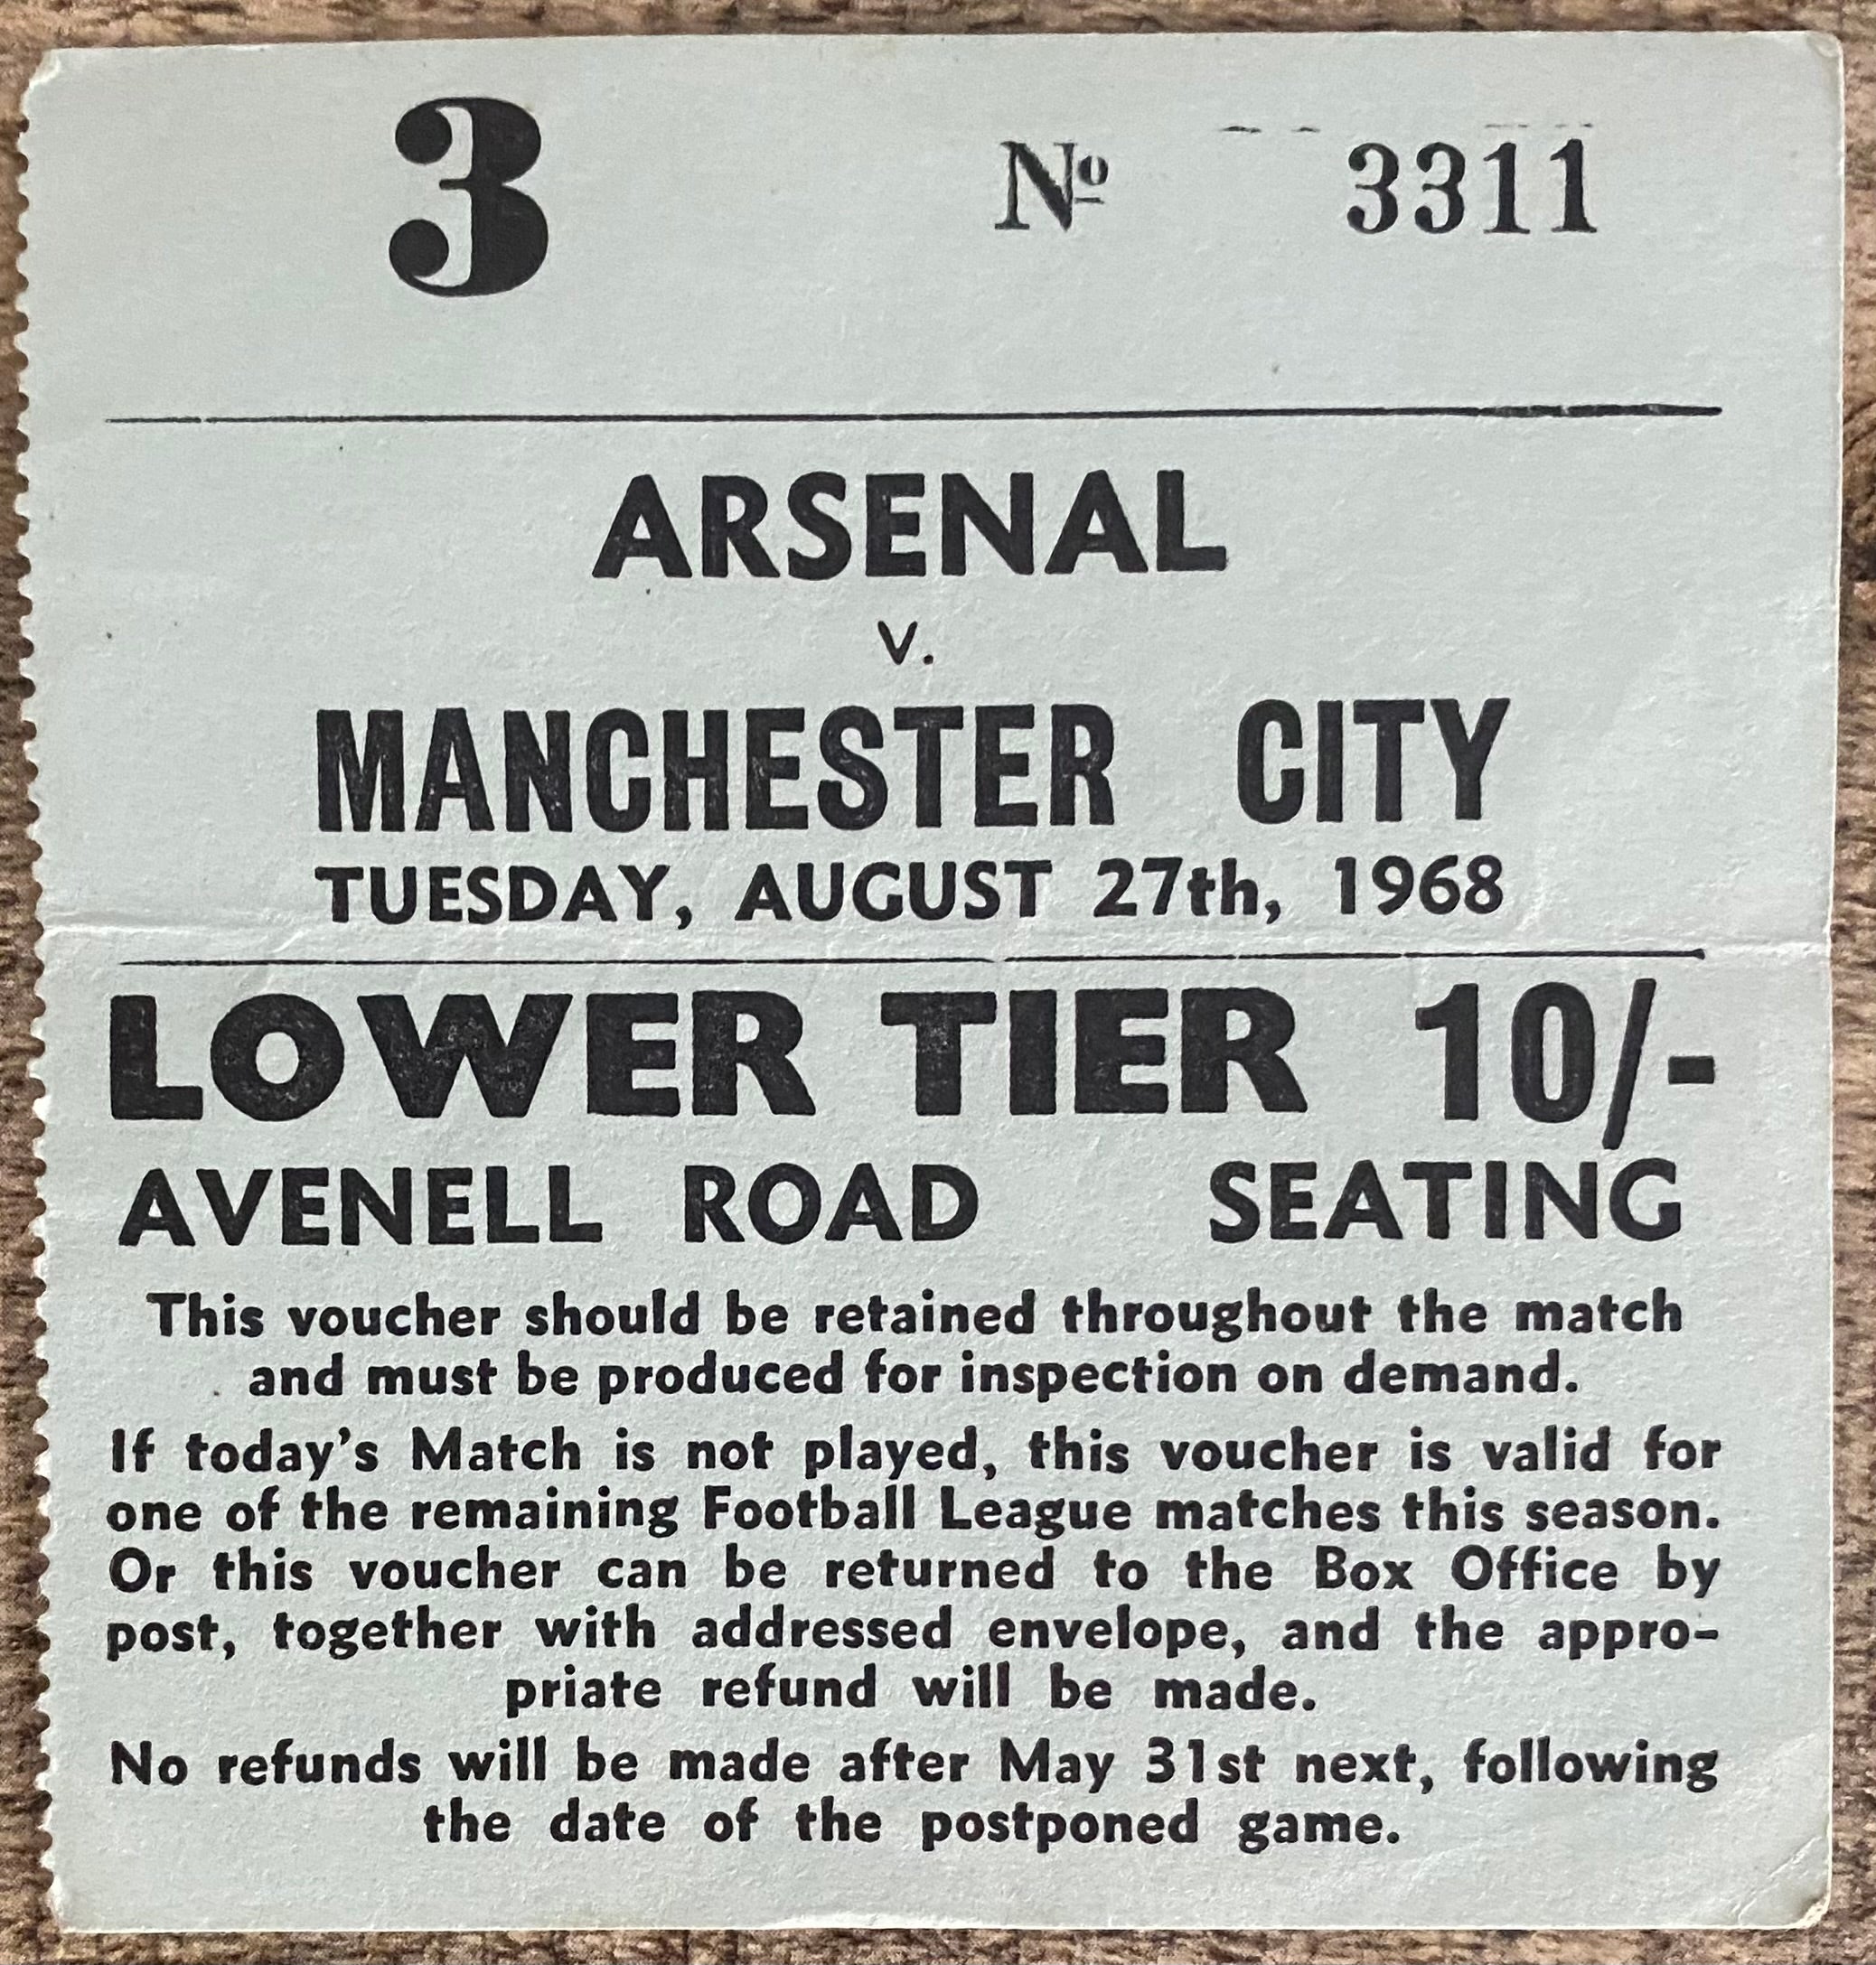 3 Nº 3311
ARSENAL
v.
MANCHESTER CITY
TUESDAY, AUGUST 27th, 1968
LOWER TIER 10/-
AVENELL ROAD SEATING
This voucher should be retained throughout the match
and must be produced for inspection on demand.
If today's Match is not played, this voucher is valid for
one of the remaining Football League matches this season.
Or this voucher can be returned to the Box Office by
post, together with addressed envelope, and the appro-
priate refund will be made.
No refunds will be made after May 31st next, following
the date of the postponed game.